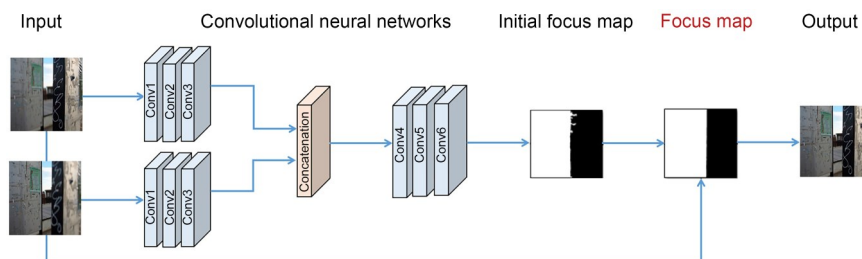 Input
Convolutional neural networks
Initial focus map
Focus map
Output
Conv1
Conv2
Conv3
Concatenation
Conv4
Conv5
Conv6
Conv1
Conv2
Conv3